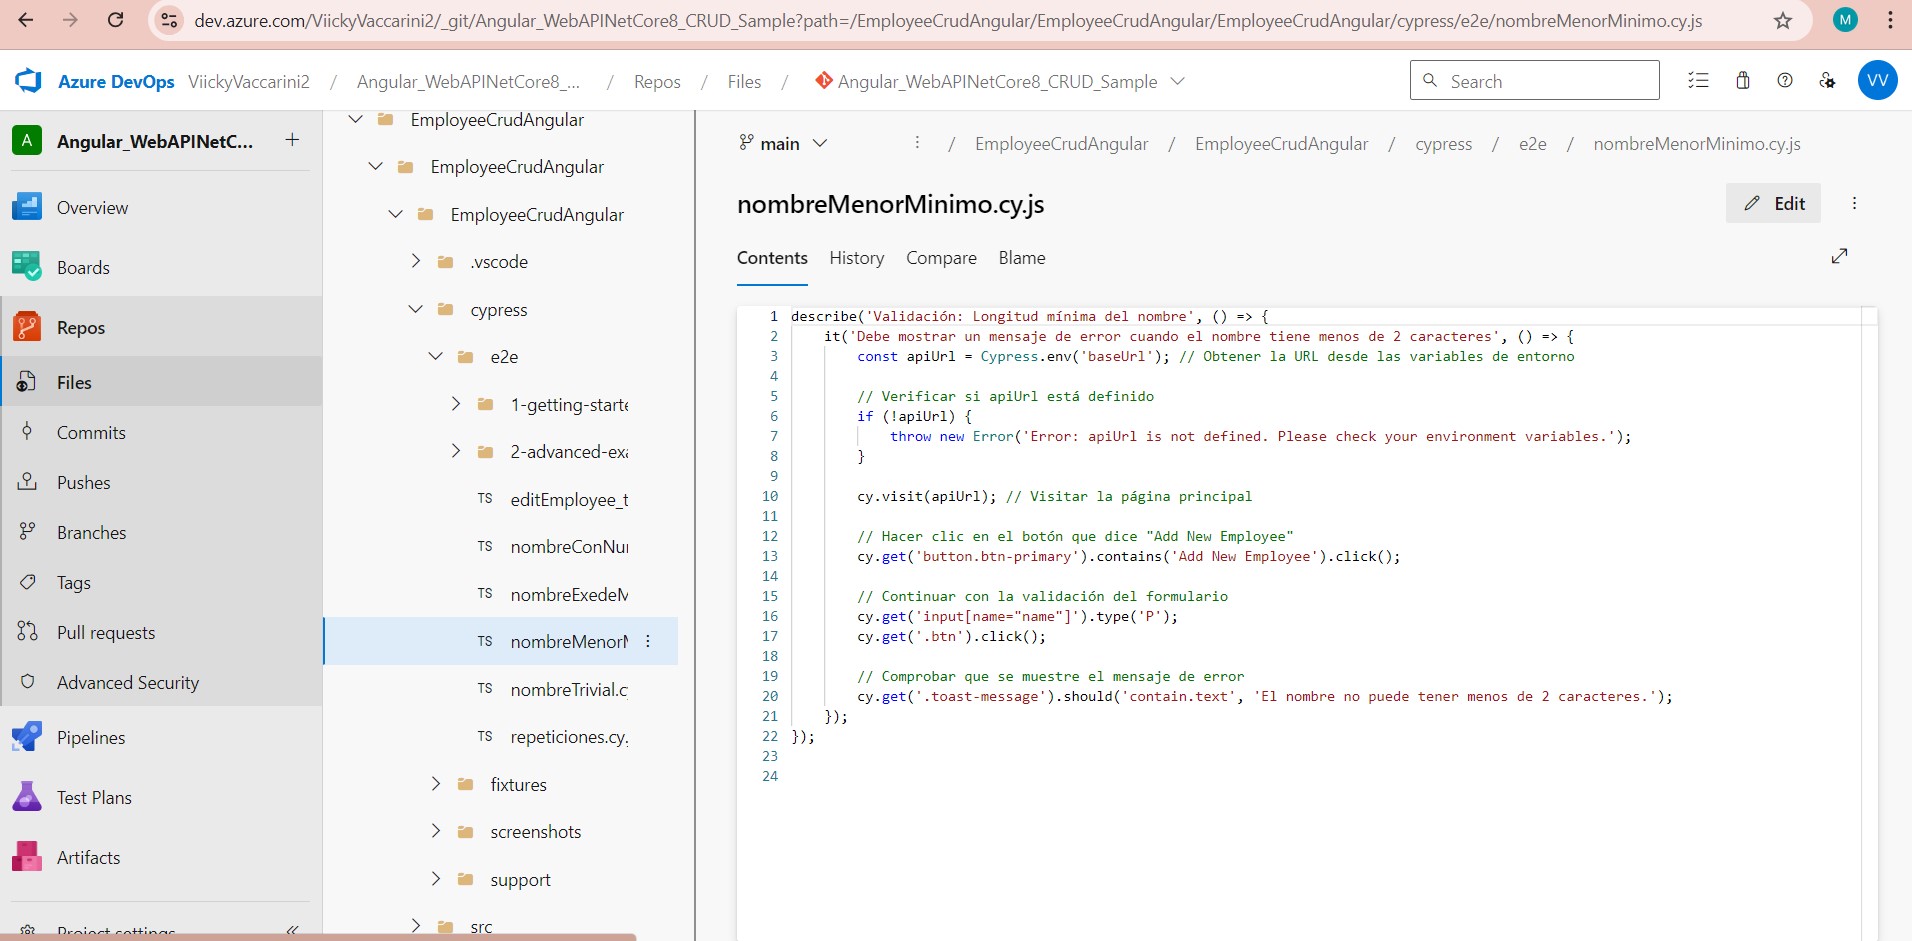 dev.azure.com/ViickyVaccarini2/_git/Angular_WebAPINetCore8_CRUD_Sample?path=/EmployeeCrudAngular/EmployeeCrudAngular/EmployeeCrudAngular/cypress/e2e/nombreMenorMinimo.cy.js
M
Azure DevOps ViickyVaccarini2 / Angular_WebAPINetCore8_... / Repos / Files / Angular_WebAPINetCore8_CRUD_Sample
Search
VV
A Angular_WebAPINetC... +
Overview
Boards
Repos
Files
Commits
Pushes
Branches
Tags
Pull requests
Advanced Security
Pipelines
Test Plans
Artifacts
Project settings
EmployeeCrudAngular
EmployeeCrudAngular
EmployeeCrudAngular
.vscode
cypress
e2e
1-getting-starte
2-advanced-exa
TS editEmployee_t
TS nombreConNu
TS nombreExedeM
TS nombreMenorM
TS nombreTrivial.c
TS repeticiones.cy.
fixtures
screenshots
support
src
main / EmployeeCrudAngular / EmployeeCrudAngular / cypress / e2e / nombreMenorMinimo.cy.js
nombreMenorMinimo.cy.js
Edit
Contents History Compare Blame
1 describe('Validación: Longitud mínima del nombre', () => {
2 it('Debe mostrar un mensaje de error cuando el nombre tiene menos de 2 caracteres', () => {
3 const apiUrl = Cypress.env('baseUrl'); // Obtener la URL desde las variables de entorno
4
5 // Verificar si apiUrl está definido
6 if (!apiUrl) {
7 throw new Error('Error: apiUrl is not defined. Please check your environment variables.');
8 }
9
10 cy.visit(apiUrl); // Visitar la página principal
11
12 // Hacer clic en el botón que dice "Add New Employee"
13 cy.get('button.btn-primary').contains('Add New Employee').click();
14
15 // Continuar con la validación del formulario
16 cy.get('input[name="name"]').type('P');
17 cy.get('.btn').click();
18
19 // Comprobar que se muestre el mensaje de error
20 cy.get('.toast-message').should('contain.text', 'El nombre no puede tener menos de 2 caracteres.');
21 });
22 });
23
24